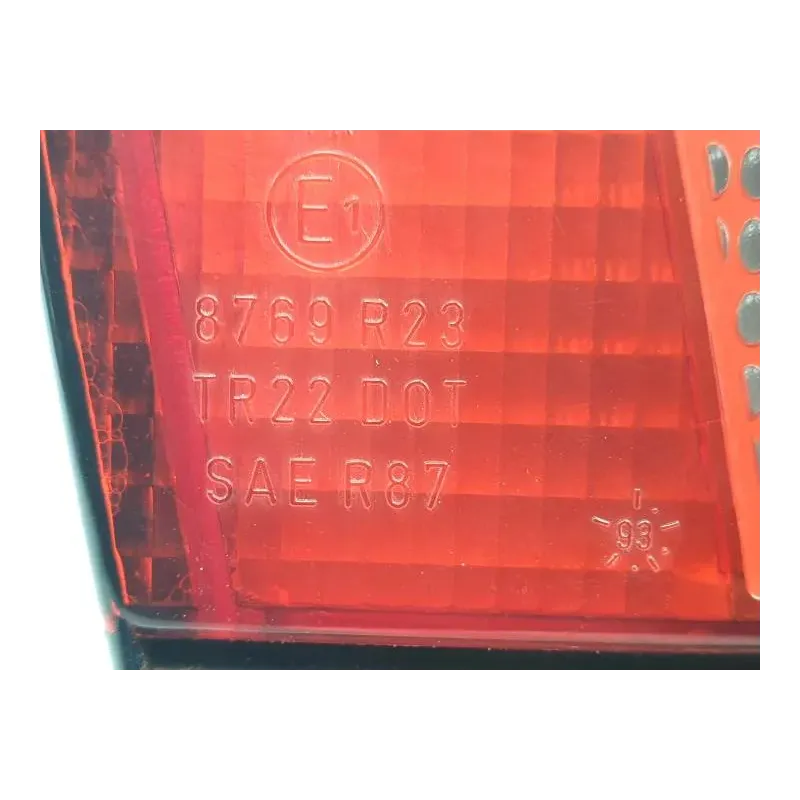 E1
8769 R23
TR22 DOT
SAE R87
93